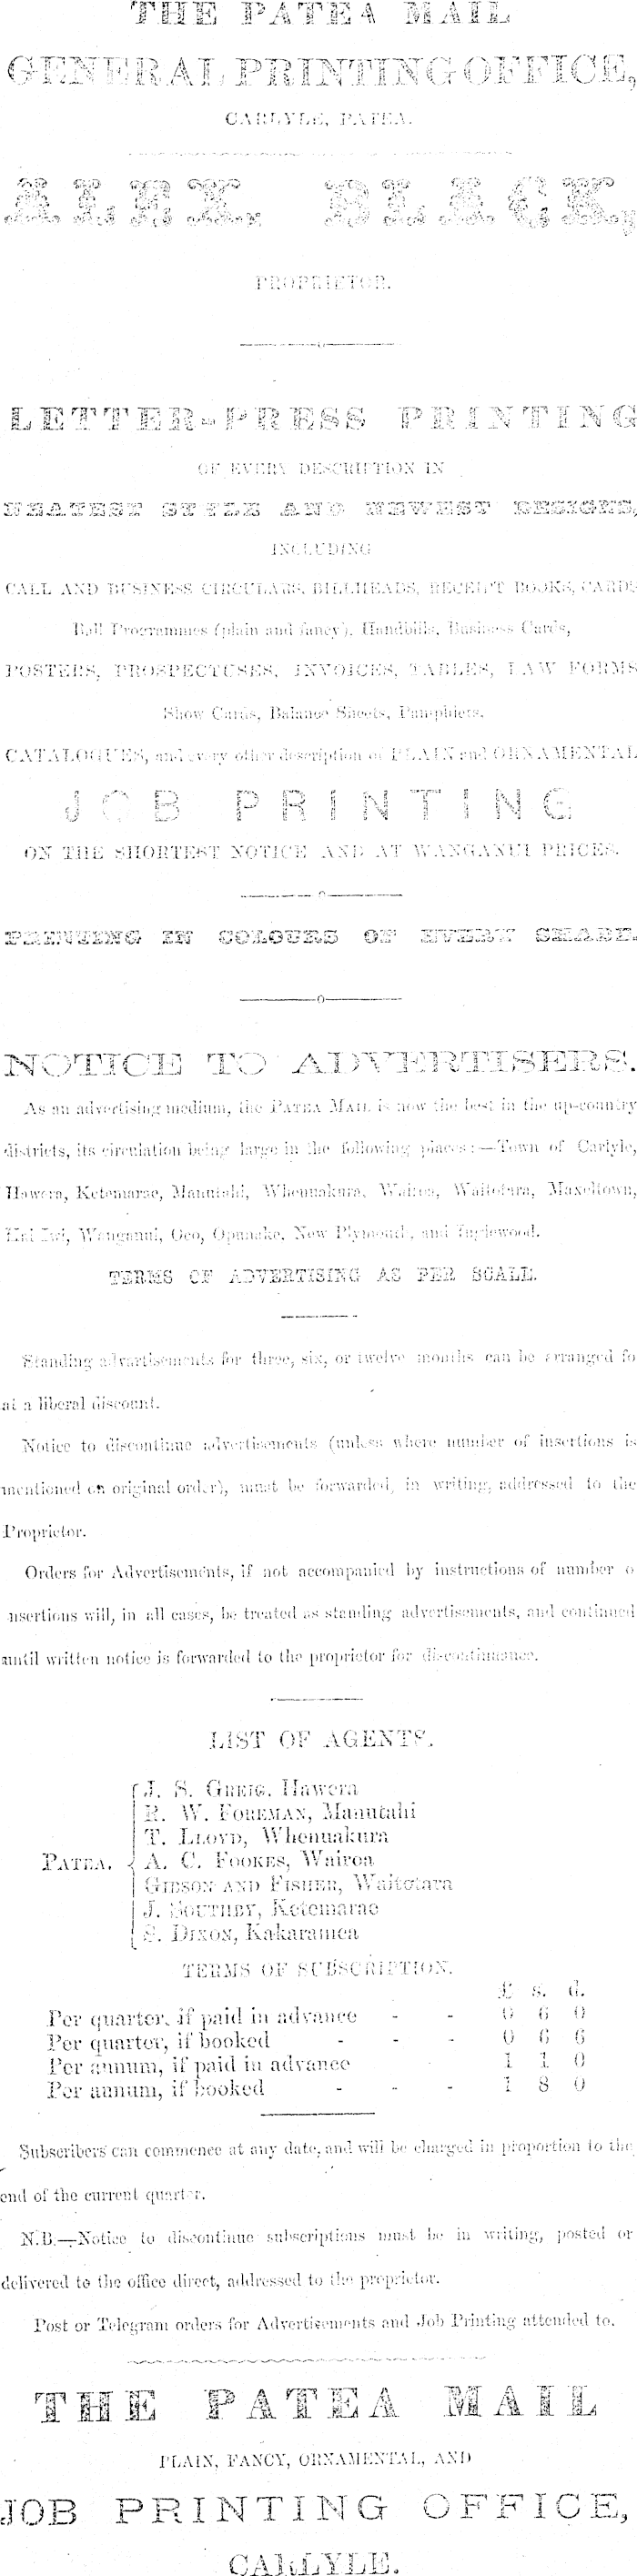 THE PATEA MAIL
GENERAL PRINTING OFFICE,
CARLYLE, PATEA.
ALEX. BLACK,
PROPRIETOR.
LETTER-PRESS PRINTING
OF EVERY DESCRIPTION IN
NEATEST STYLE AND NEWEST DESIGNS,
INCLUDING
CALL AND BUSINESS CIRCULARS, BILLHEADS, RECEIPT BOOKS, CARDS
Ball Programmes (plain and fancy), Handbills, Business Cards,
POSTERS, PROSPECTUSES, INVOICES, TABLES, LAW FORMS
Show Cards, Balance Sheets, Pamphlets.
CATALOGUES, and every other description of PLAIN and ORNAMENTAL
JOB PRINTING
ON THE SHORTEST NOTICE AND AT WANGANUI PRICES.
PRINTING IN COLOURS OF EVERY SHADE.
NOTICE TO ADVERTISERS.
As an advertising medium, the PATEA MAIL is now the best in the up-country
districts, its circulation being large in the following places:—Town of Carlyle,
Hawera, Ketemarae, Manutahi, Whenuakura, Wairoa, Waitotara, Maxeltown,
Kai Iwi, Wanganui, Oeo, Opunake, New Plymouth, and Inglewood.
TERMS OF ADVERTISING AS PER SCALE.
Standing advartisements for three, six, or twelve months can be arranged fo
at a liberal discount.
Notice to discontinue advertisements (unless where number of insertions is
mentioned on original order), must be forwarded, in writing, addressed to the
Proprietor.
Orders for Advertisements, if not accompanied by instructions of number o
nsertions will, in all cases, be treated as standing advertisements, and continued
until written notice is forwarded to the proprietor for discontinuance.
LIST OF AGENTS.
J. S. GREIG, Hawera
R. W. FOREMAN, Manutahi
T. LLOYD, Whenuakura
PATEA. A. C. FOOKES, Wairoa
GIBSON AND FISHER, Waitotara
J. SOUTHBY, Ketemarae
S. DIXON, Kakaramea
TERMS OF SUBSCRIPTION.
£ s. d.
Per quarter, if paid in advance - - 0 6 0
Per quarter, if booked - - - 0 6 6
Per annum, if paid in advance 1 1 0
Per annum, if booked - - - 1 8 0
Subscribers can commence at any date, and will be charged in proportion to the
end of the current quarter.
N.B.—Notice to discontinue subscriptions must be in writing, posted or
delivered to the office direct, addressed to the proprietor.
Post or Telegram orders for Advertisements and Job Printing attended to.
THE PATEA MAIL
PLAIN, FANCY, ORNAMENTAL, AND
JOB PRINTING OFFICE,
CARLYLE.